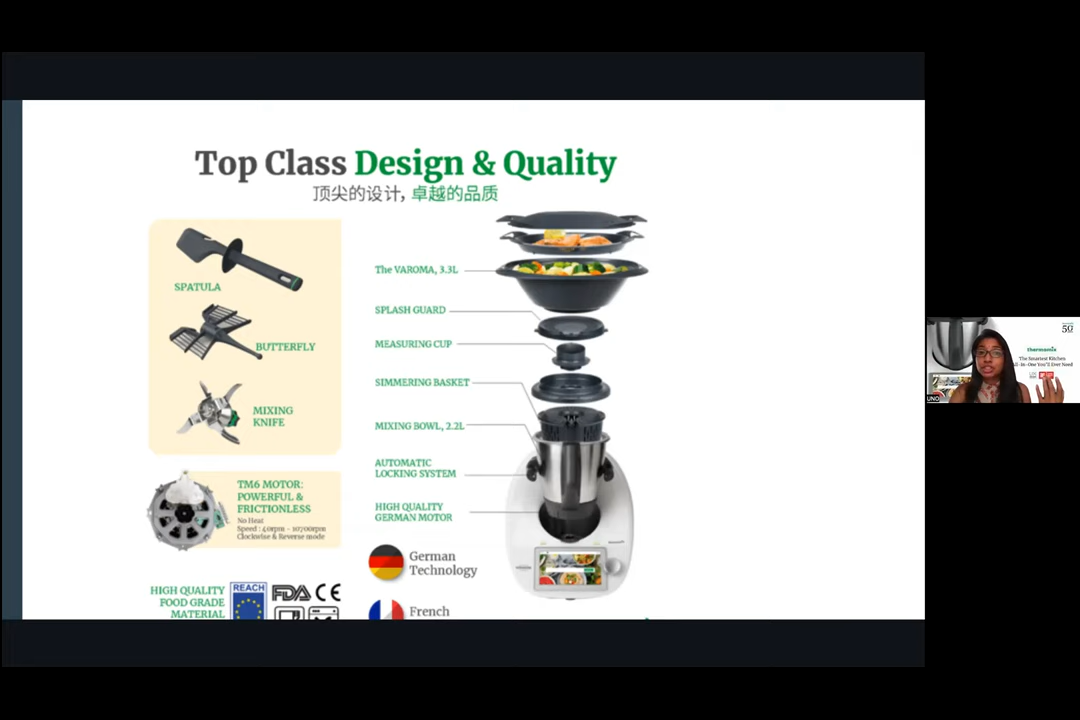 Top Class Design & Quality
顶尖的设计, 卓越的品质
SPATULA
BUTTERFLY
MIXING
KNIFE
TM6 MOTOR:
POWERFUL &
FRICTIONLESS
No Heat
Speed : 40rpm - 10700rpm
Clockwise & Reverse mode
HIGH QUALITY
FOOD GRADE
MATERIAL
REACH
FDA CE
The VAROMA, 3.3L
SPLASH GUARD
MEASURING CUP
SIMMERING BASKET
MIXING BOWL, 2.2L
AUTOMATIC
LOCKING SYSTEM
HIGH QUALITY
GERMAN MOTOR
German
Technology
French
50
thermomix
The Smartest Kitchen
All-In-One You'll Ever Need
UNO